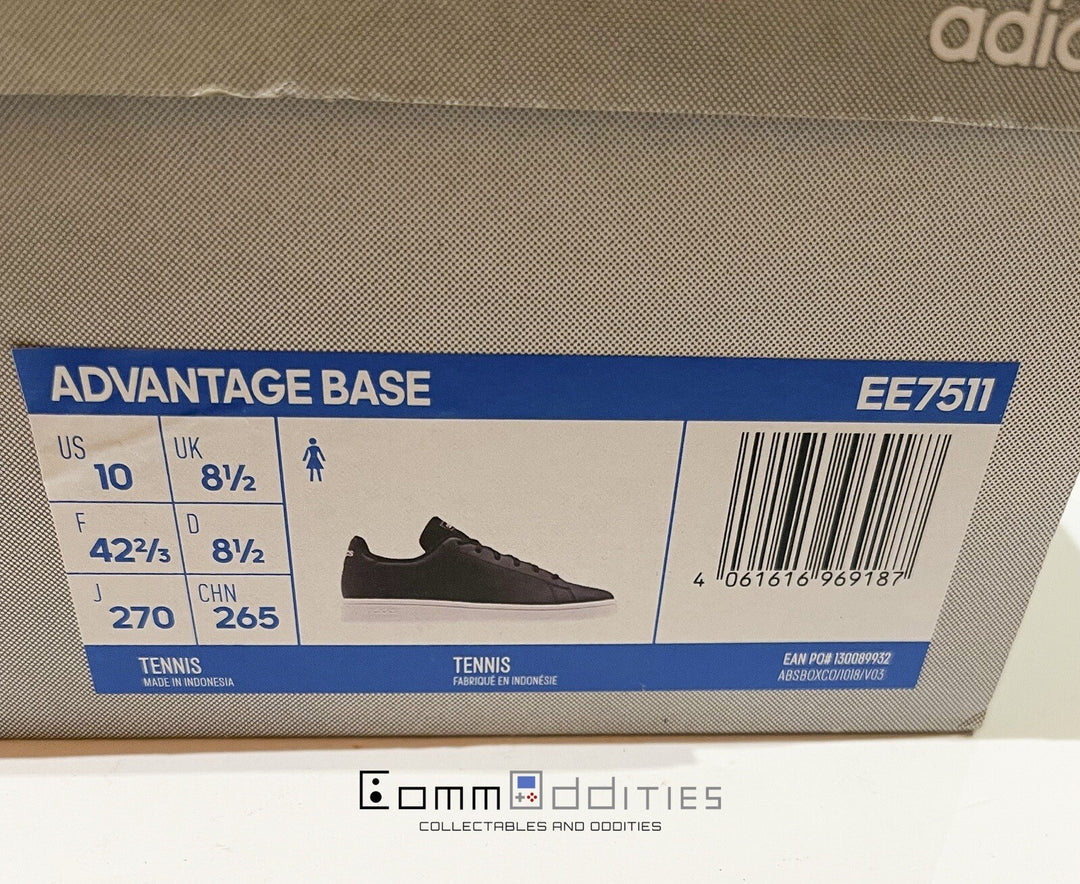 adidas
ADVANTAGE BASE EE7511
US 10 UK 8½
F 42⅔ D 8½
J 270 CHN 265
4 061616 969187
TENNIS
MADE IN INDONESIA
TENNIS
FABRIQUÉ EN INDONÉSIE
EAN PO# 130089932
ABSBOXCO/1018/V03
CommOddities
COLLECTABLES AND ODDITIES